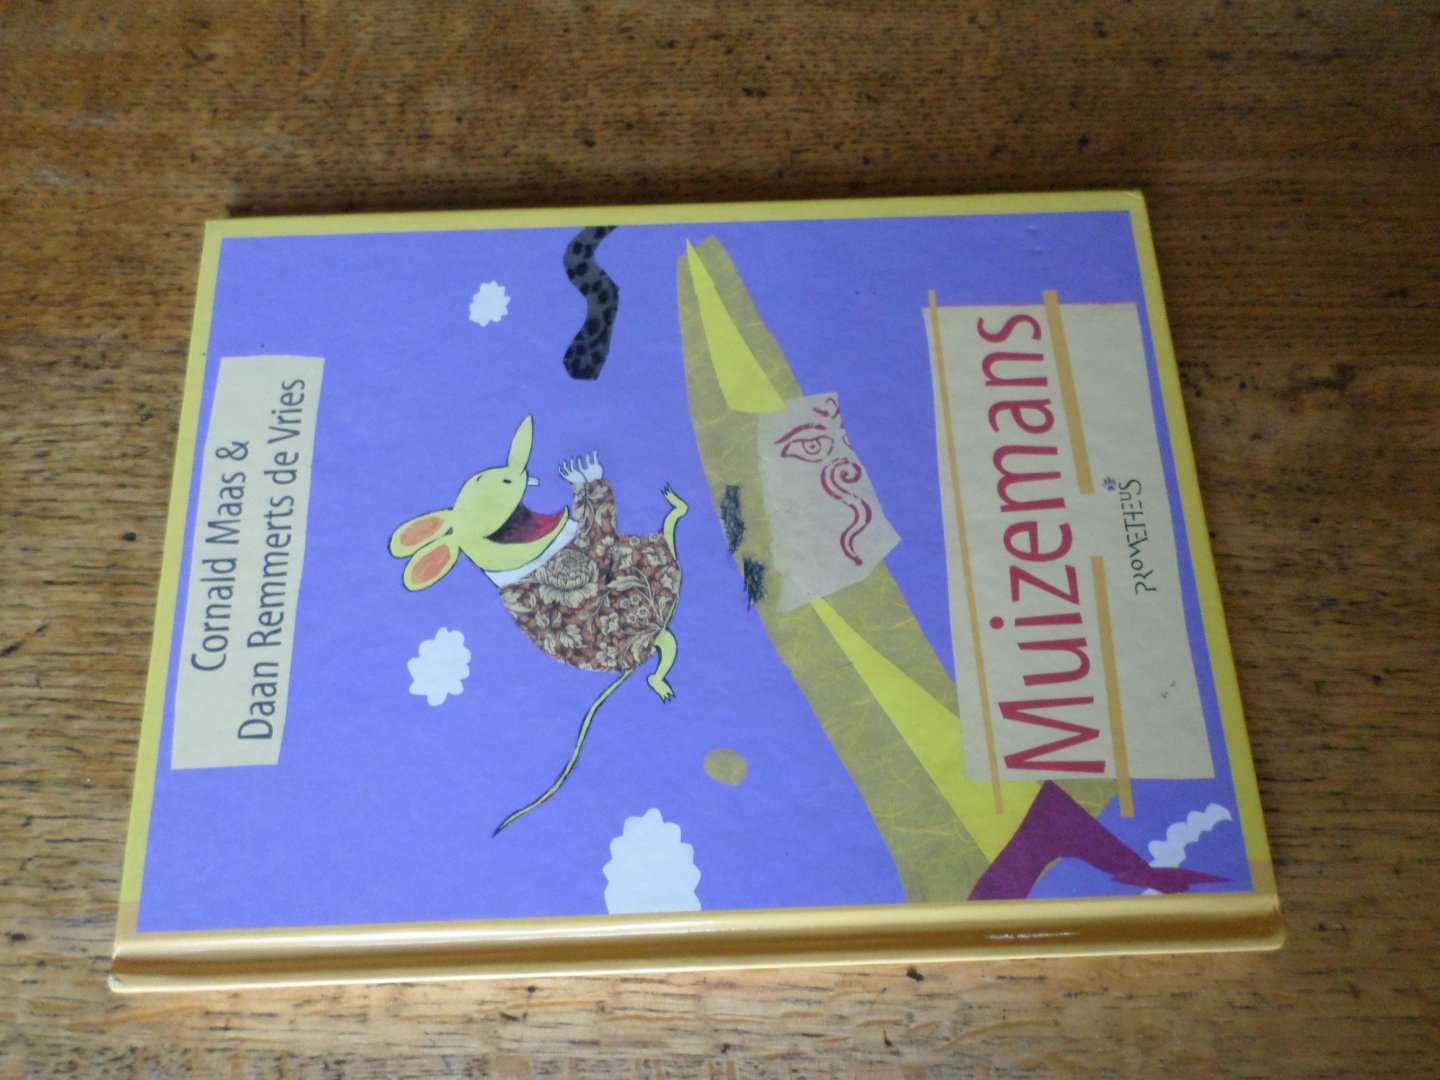 Cornald Maas &
Daan Remmerts de Vries
Muizemans
PROMETHEUS